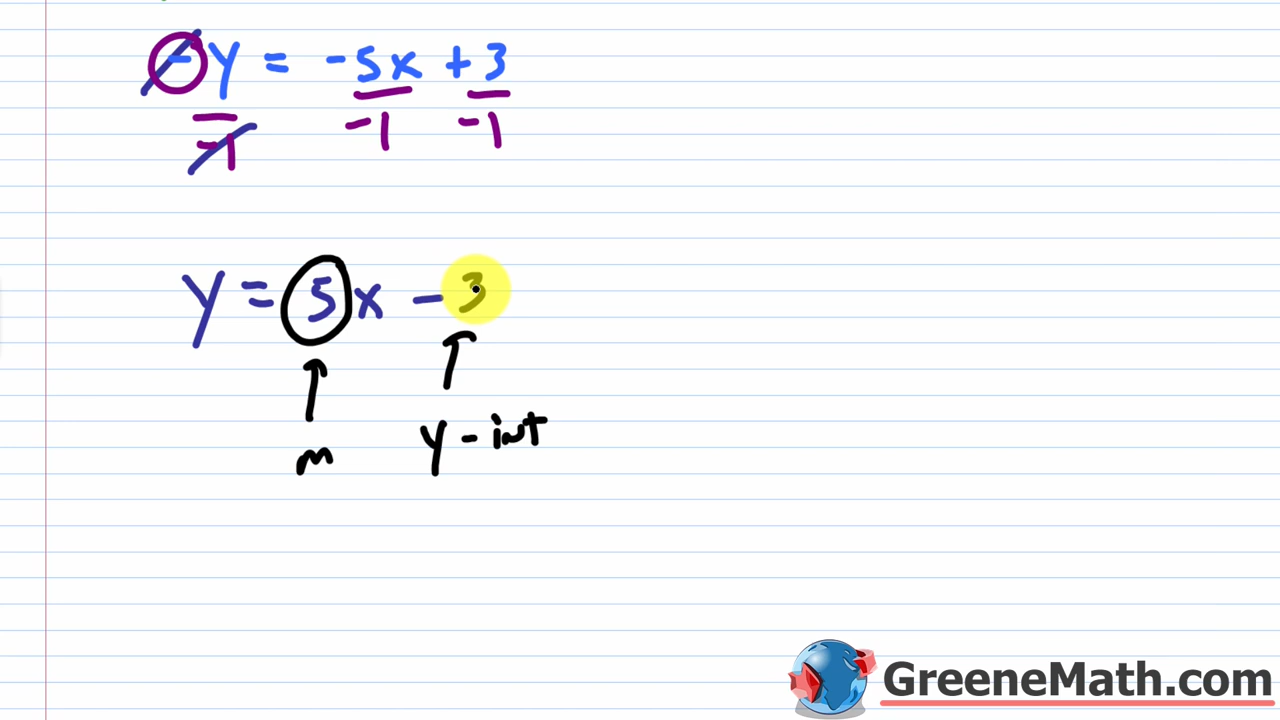 -y = -5x + 3
-1 -1 -1
y = 5x - 3
m y-int
GreeneMath.com